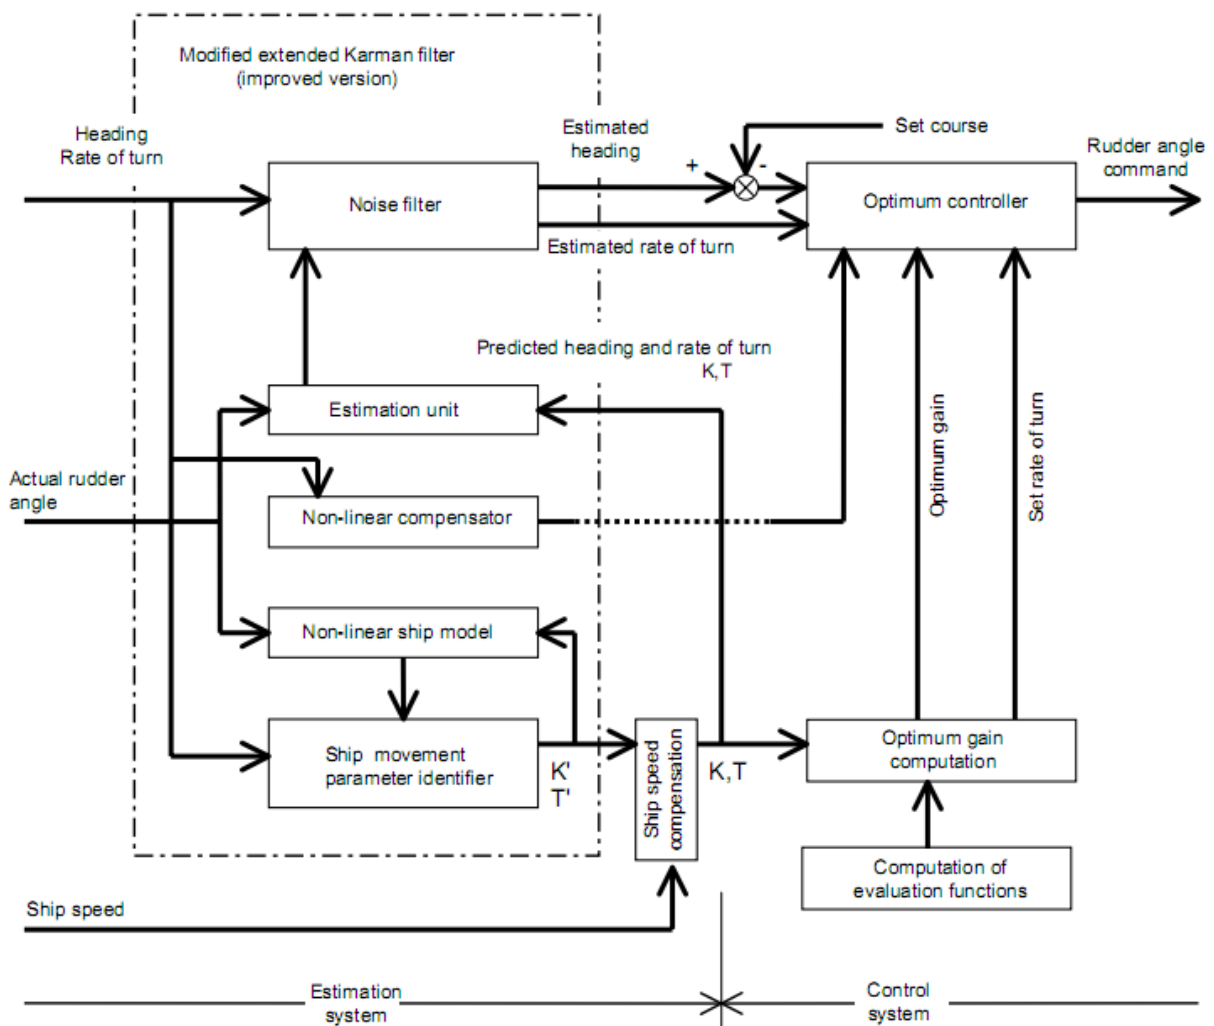 Modified extended Karman filter
(improved version)
Heading
Rate of turn
Estimated
heading
Set course
Rudder angle
command
+
-
Noise filter
Optimum controller
Estimated rate of turn
Predicted heading and rate of turn
K,T
Estimation unit
Optimum gain
Set rate of turn
Actual rudder
angle
Non-linear compensator
Non-linear ship model
Ship movement
parameter identifier
K'
T'
Ship speed
compensation
K,T
Optimum gain
computation
Computation of
evaluation functions
Ship speed
Estimation
system
Control
system